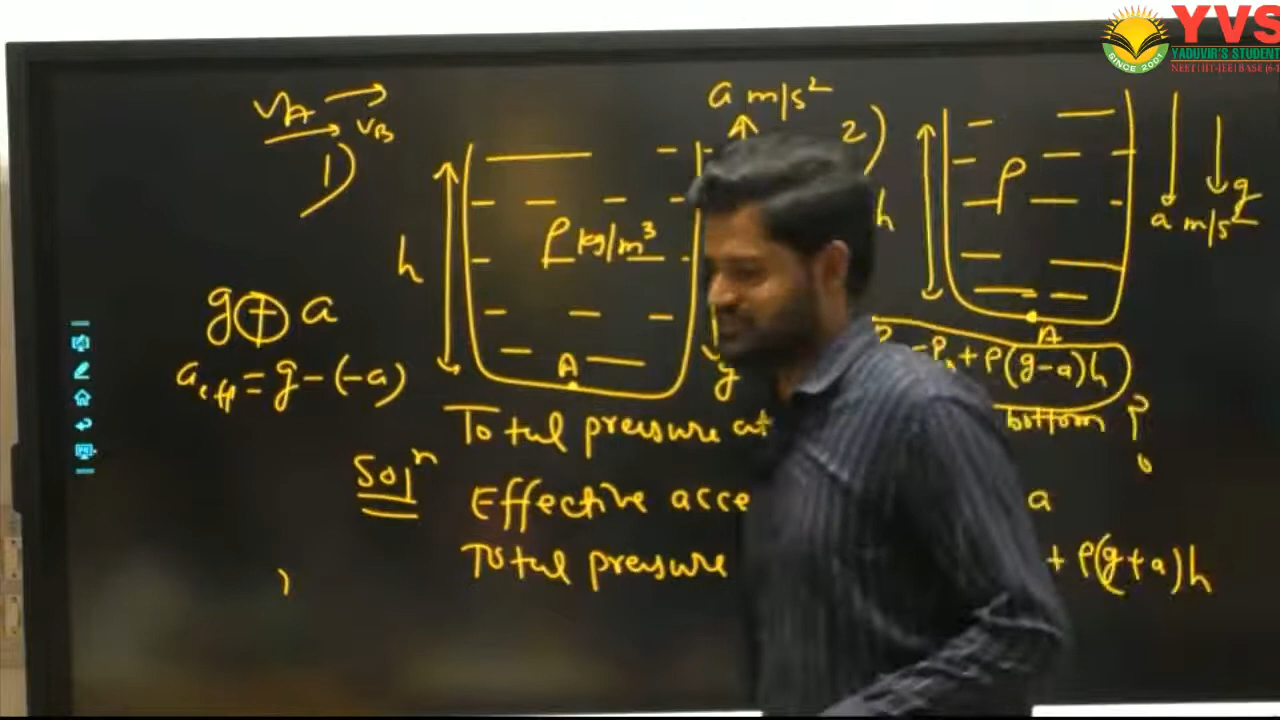 YVS
YADUVIR'S STUDENT
SINCE 2001
V_A → V_B
1)
a m/s²
2)
h
ρ kg/m³
A
g
h
ρ
a m/s²
g
A
g ⊕ a
a_eff = g - (-a)
+ ρ(g-a)h
Total pressure at bottom ?
Solⁿ
Effective acce a
Total pressure + ρ(g+a)h